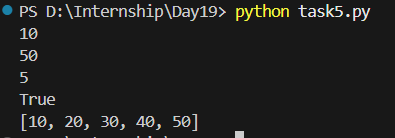 PS D:\Internship\Day19> python task5.py
10
50
5
True
[10, 20, 30, 40, 50]